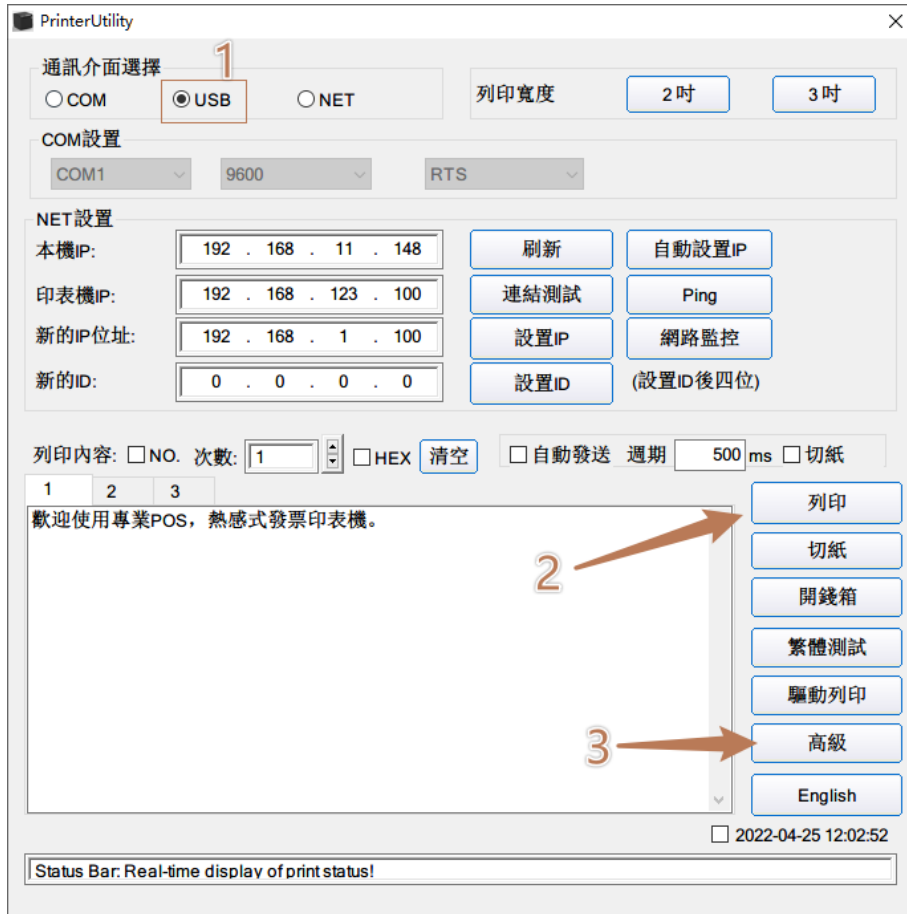 PrinterUtility
通訊介面選擇
1
COM USB NET
列印寬度 2吋 3吋
COM設置
COM1 9600 RTS
NET設置
本機IP: 192 . 168 . 11 . 148 刷新 自動設置IP
印表機IP: 192 . 168 . 123 . 100 連結測試 Ping
新的IP位址: 192 . 168 . 1 . 100 設置IP 網路監控
新的ID: 0 . 0 . 0 . 0 設置ID (設置ID後四位)
列印內容: NO. 次數: 1 HEX 清空 自動發送 週期 500 ms 切紙
1 2 3
歡迎使用專業POS，熱感式發票印表機。
列印
2
切紙
開錢箱
繁體測試
驅動列印
3
高級
English
2022-04-25 12:02:52
Status Bar: Real-time display of print status!